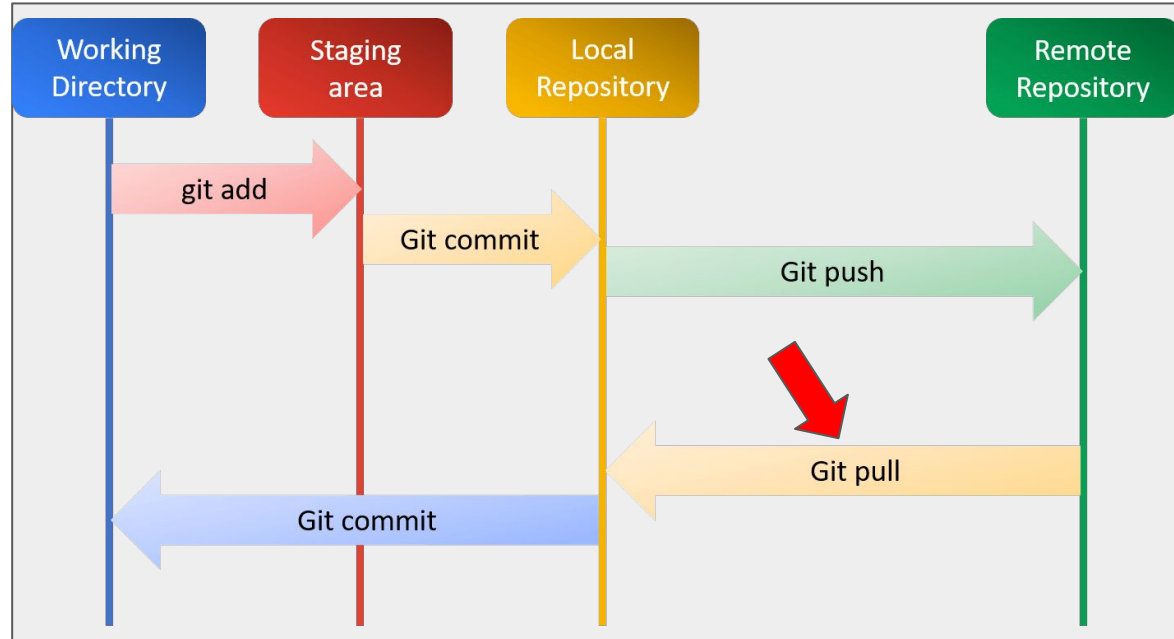 Working
Directory
Staging
area
Local
Repository
Remote
Repository
git add
Git commit
Git push
Git pull
Git commit